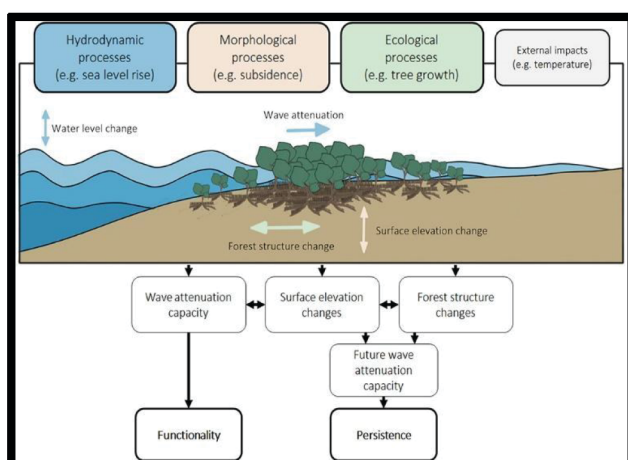 Hydrodynamic
processes
(e.g. sea level rise)
Morphological
processes
(e.g. subsidence)
Ecological
processes
(e.g. tree growth)
External impacts
(e.g. temperature)
Water level change
Wave attenuation
Forest structure change
Surface elevation change
Wave attenuation
capacity
Surface elevation
changes
Forest structure
changes
Future wave
attenuation
capacity
Functionality
Persistence